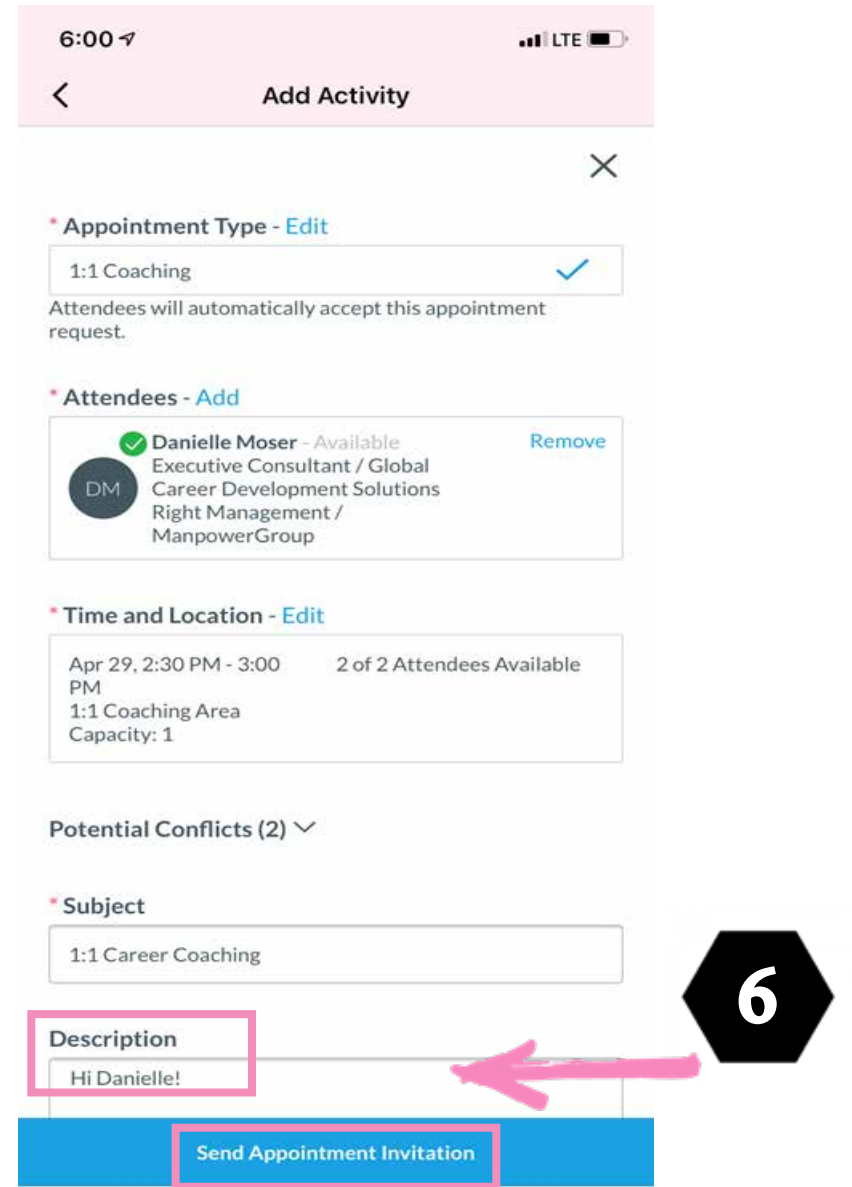 6:00 LTE
Add Activity
* Appointment Type - Edit
1:1 Coaching
Attendees will automatically accept this appointment
request.
* Attendees - Add
Danielle Moser - Available Remove
Executive Consultant / Global
DM Career Development Solutions
Right Management /
ManpowerGroup
* Time and Location - Edit
Apr 29, 2:30 PM - 3:00 2 of 2 Attendees Available
PM
1:1 Coaching Area
Capacity: 1
Potential Conflicts (2)
* Subject
1:1 Career Coaching
6
Description
Hi Danielle!
Send Appointment Invitation